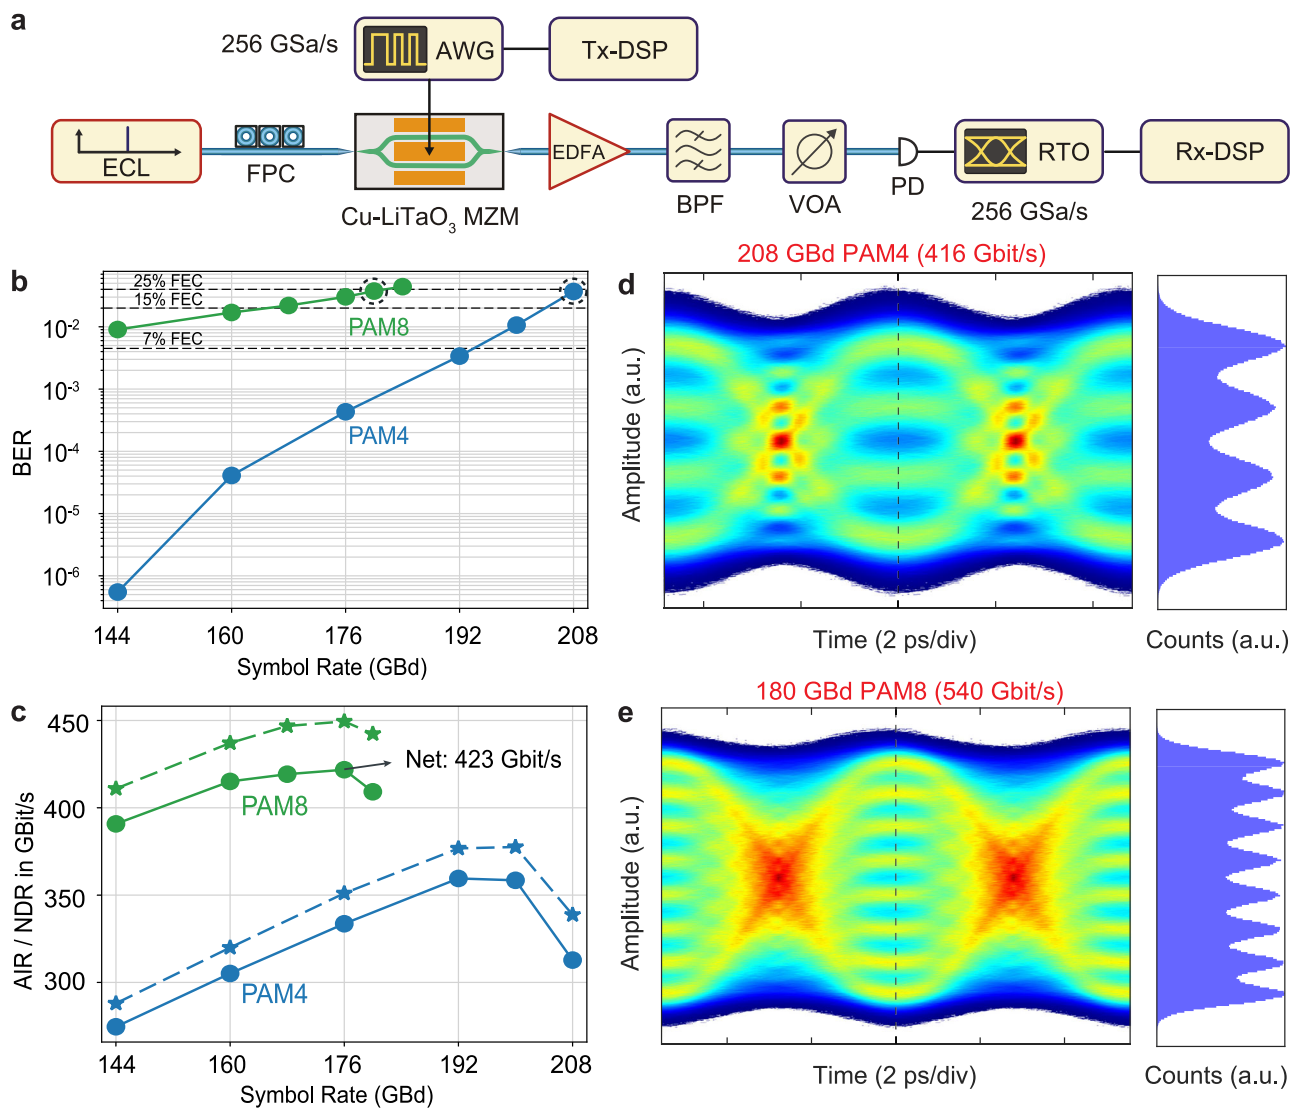 a
256 GSa/s
AWG
Tx-DSP
ECL
FPC
Cu-LiTaO3 MZM
EDFA
BPF
VOA
PD
RTO
256 GSa/s
Rx-DSP
b
25% FEC
15% FEC
7% FEC
PAM8
PAM4
10-2
10-3
10-4
10-5
10-6
BER
144 160 176 192 208
Symbol Rate (GBd)
c
450
400
350
300
AIR / NDR in GBit/s
PAM8
Net: 423 Gbit/s
PAM4
144 160 176 192 208
Symbol Rate (GBd)
d
208 GBd PAM4 (416 Gbit/s)
Amplitude (a.u.)
Time (2 ps/div)
Counts (a.u.)
e
180 GBd PAM8 (540 Gbit/s)
Amplitude (a.u.)
Time (2 ps/div)
Counts (a.u.)